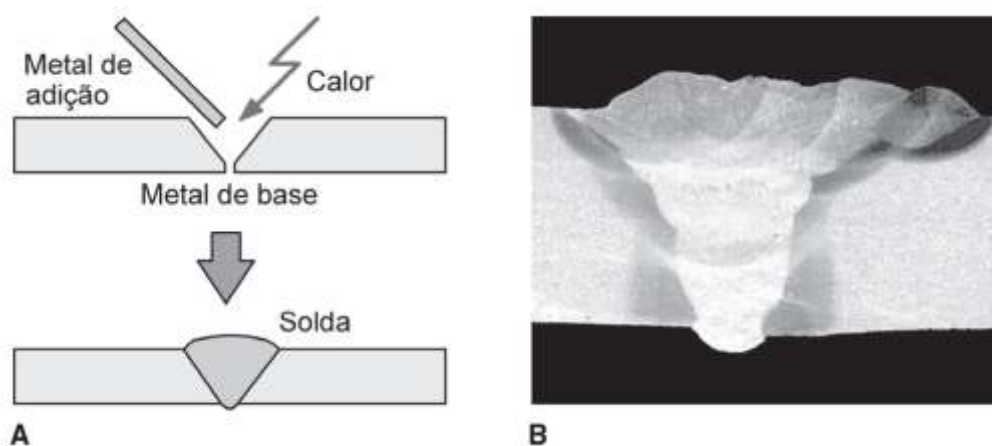 Metal de
adição
Calor
Metal de base
Solda
A
B